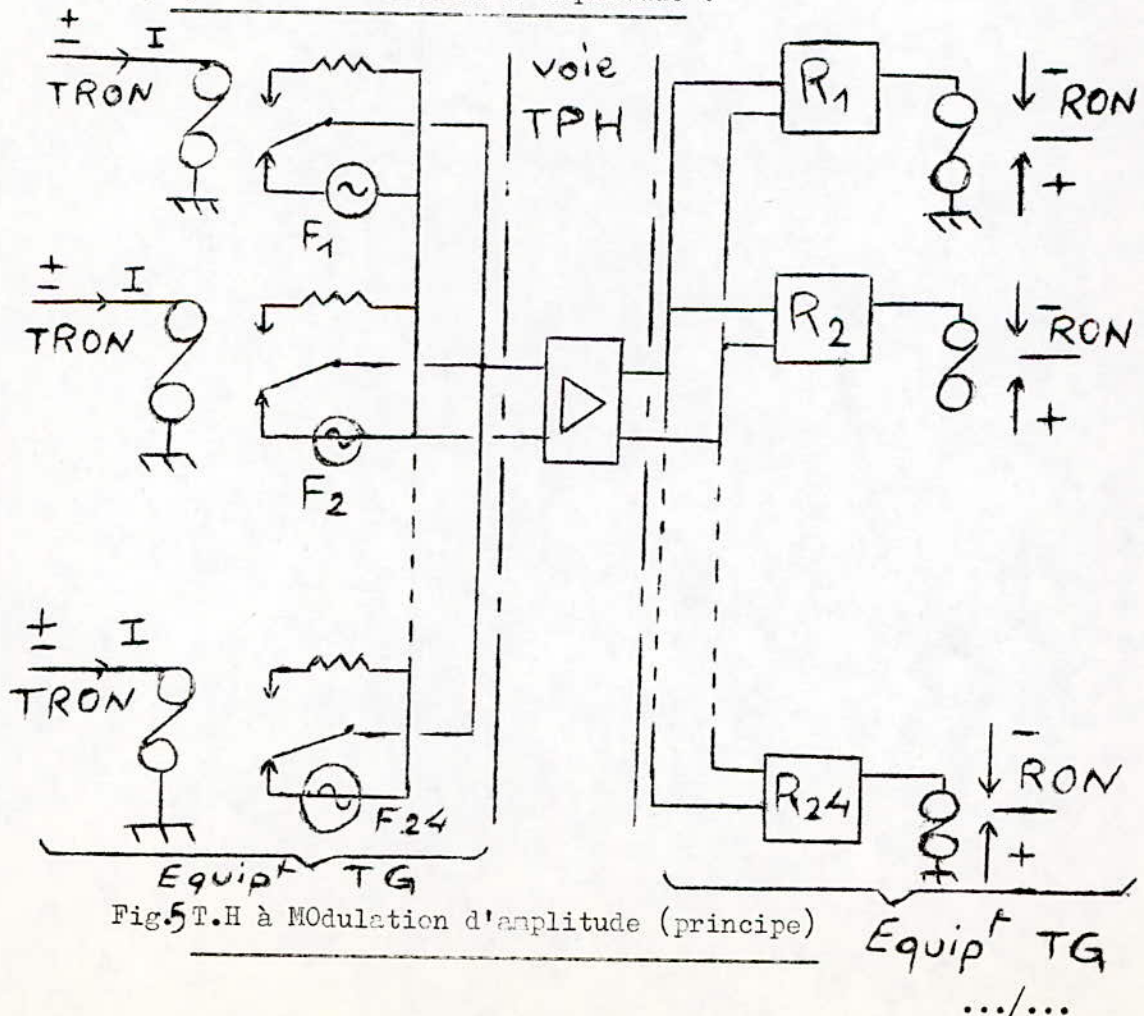 ± I
TRON
F1
voie
TPH
R1
- RON
+
± I
TRON
F2
R2
- RON
+
± I
TRON
F24
R24
- RON
+
Equipt TG
Fig.5 T.H à MOdulation d'amplitude (principe)
Equipt TG
.../...